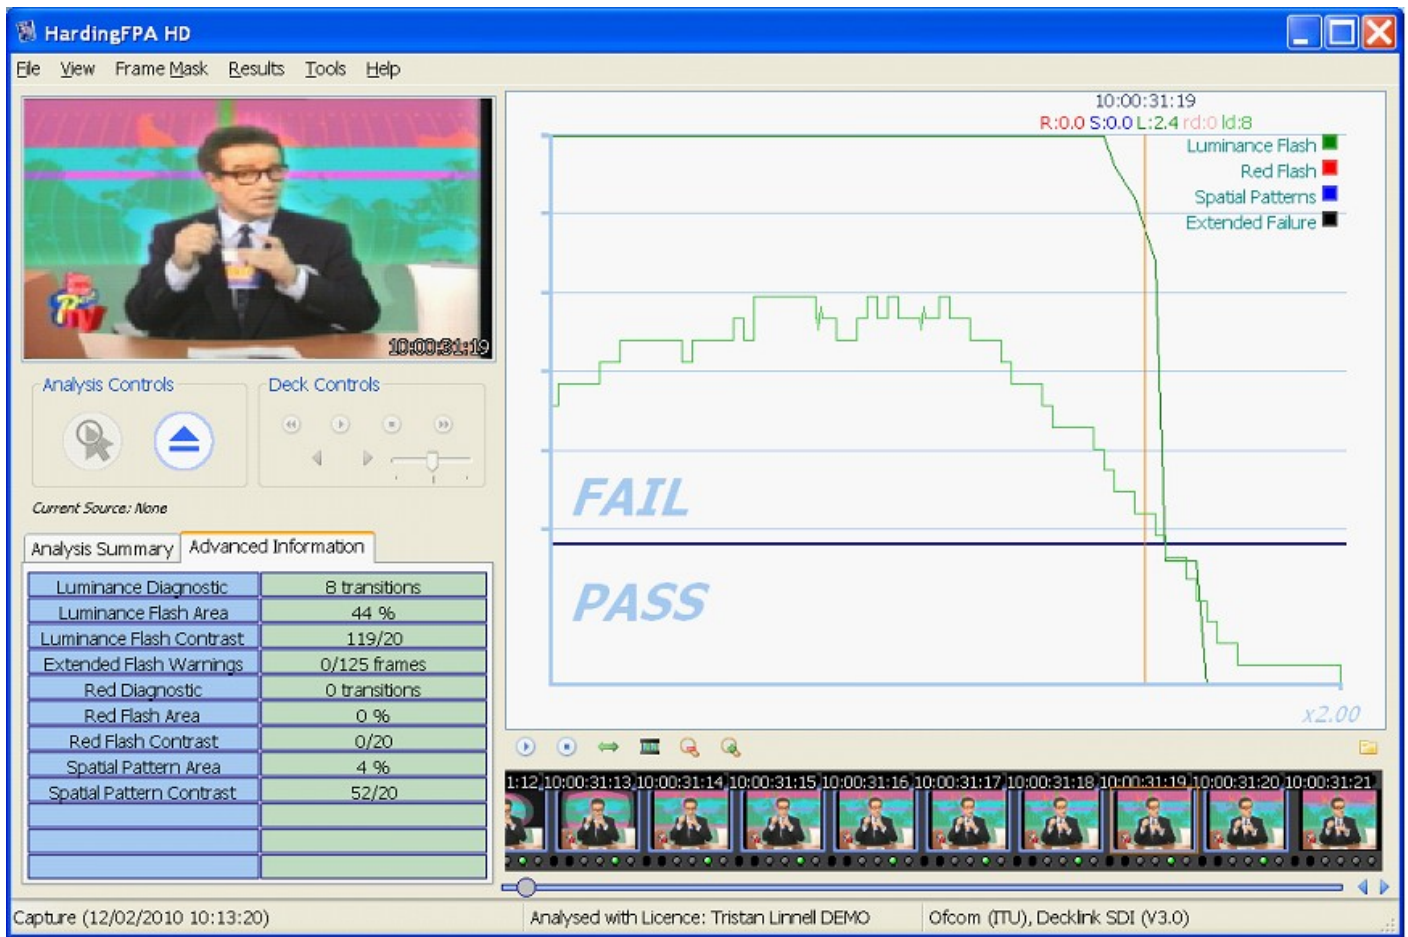 HardingFPA HD
File View Frame Mask Results Tools Help
10:00:31:19
Analysis Controls
Deck Controls
Current Source: None
Analysis Summary
Advanced Information
Luminance Diagnostic 8 transitions
Luminance Flash Area 44 %
Luminance Flash Contrast 119/20
Extended Flash Warnings 0/125 frames
Red Diagnostic 0 transitions
Red Flash Area 0 %
Red Flash Contrast 0/20
Spatial Pattern Area 4 %
Spatial Pattern Contrast 52/20
10:00:31:19
R:0.0 S:0.0 L:2.4 rd:0 ld:8
Luminance Flash
Red Flash
Spatial Patterns
Extended Failure
FAIL
PASS
x2.00
1:12 10:00:31:13 10:00:31:14 10:00:31:15 10:00:31:16 10:00:31:17 10:00:31:18 10:00:31:19 10:00:31:20 10:00:31:21
Capture (12/02/2010 10:13:20)
Analysed with Licence: Tristan Linnell DEMO
Ofcom (ITU), Decklink SDI (V3.0)